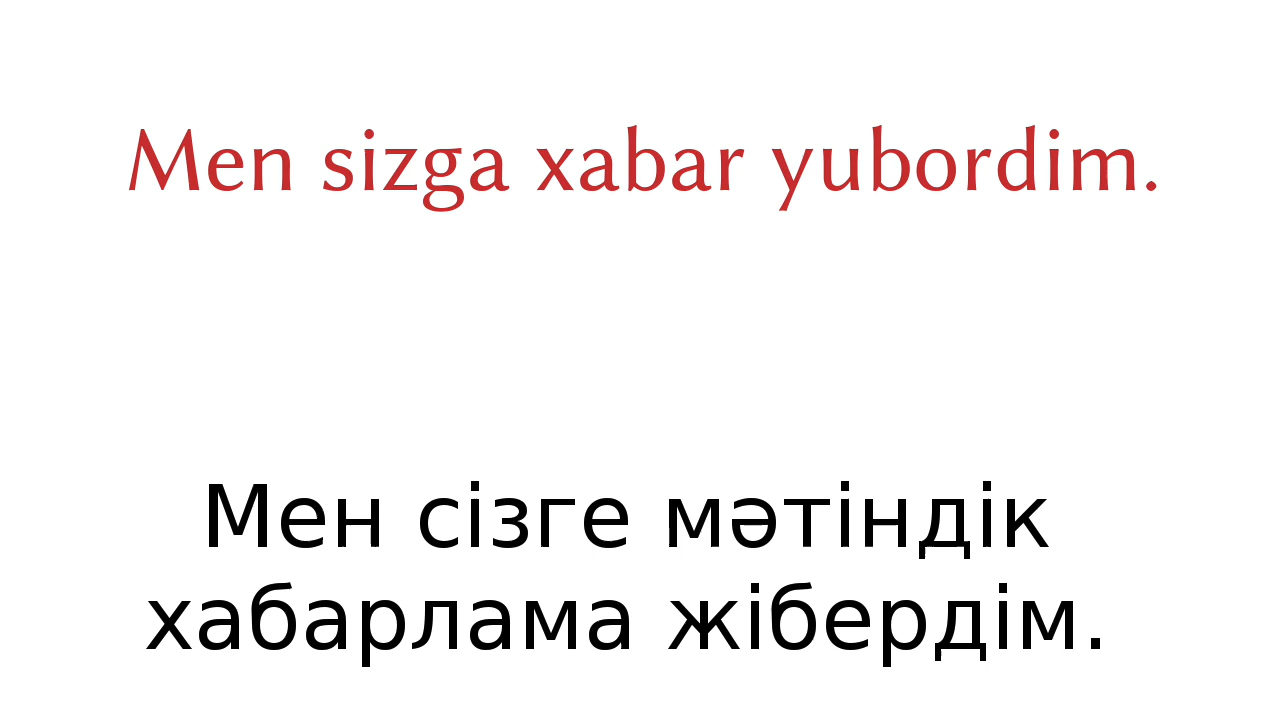 Men sizga xabar yubordim.
Мен сізге мәтіндік
хабарлама жібердім.